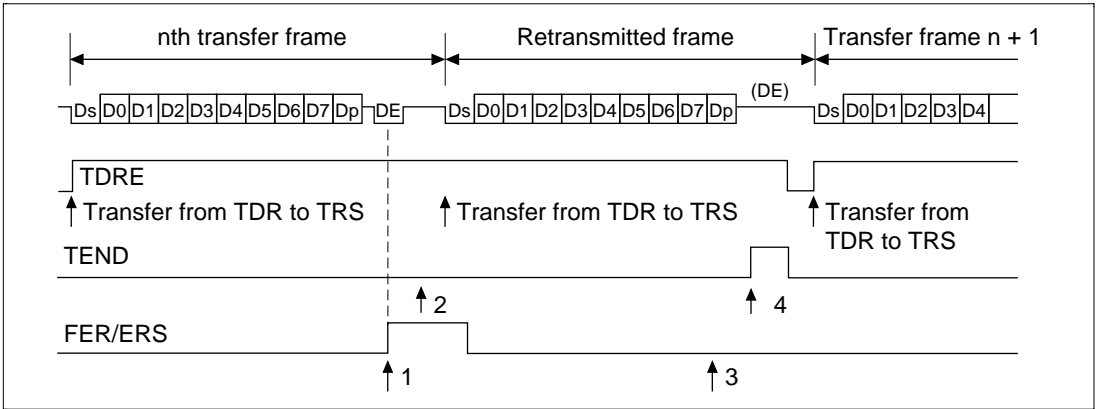 nth transfer frame Retransmitted frame Transfer frame n + 1
(DE)
Ds D0 D1 D2 D3 D4 D5 D6 D7 Dp DE Ds D0 D1 D2 D3 D4 D5 D6 D7 Dp Ds D0 D1 D2 D3 D4
TDRE
Transfer from TDR to TRS Transfer from TDR to TRS Transfer from
TDR to TRS
TEND
2 4
FER/ERS
1 3